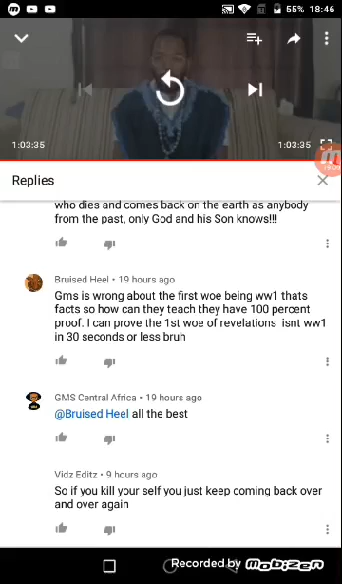 55% 18:46
1:03:35 1:03:35
Replies
who dies and comes back on the earth as anybody
from the past, only God and his Son knows!!!
Bruised Heel • 19 hours ago
Gms is wrong about the first woe being ww1 thats
facts so how can they teach they have 100 percent
proof. I can prove the 1st woe of revelations isnt ww1
in 30 seconds or less bruh
GMS Central Africa • 19 hours ago
@Bruised Heel all the best
Vidz Editz • 9 hours ago
So if you kill your self you just keep coming back over
and over again
Recorded by mobizen